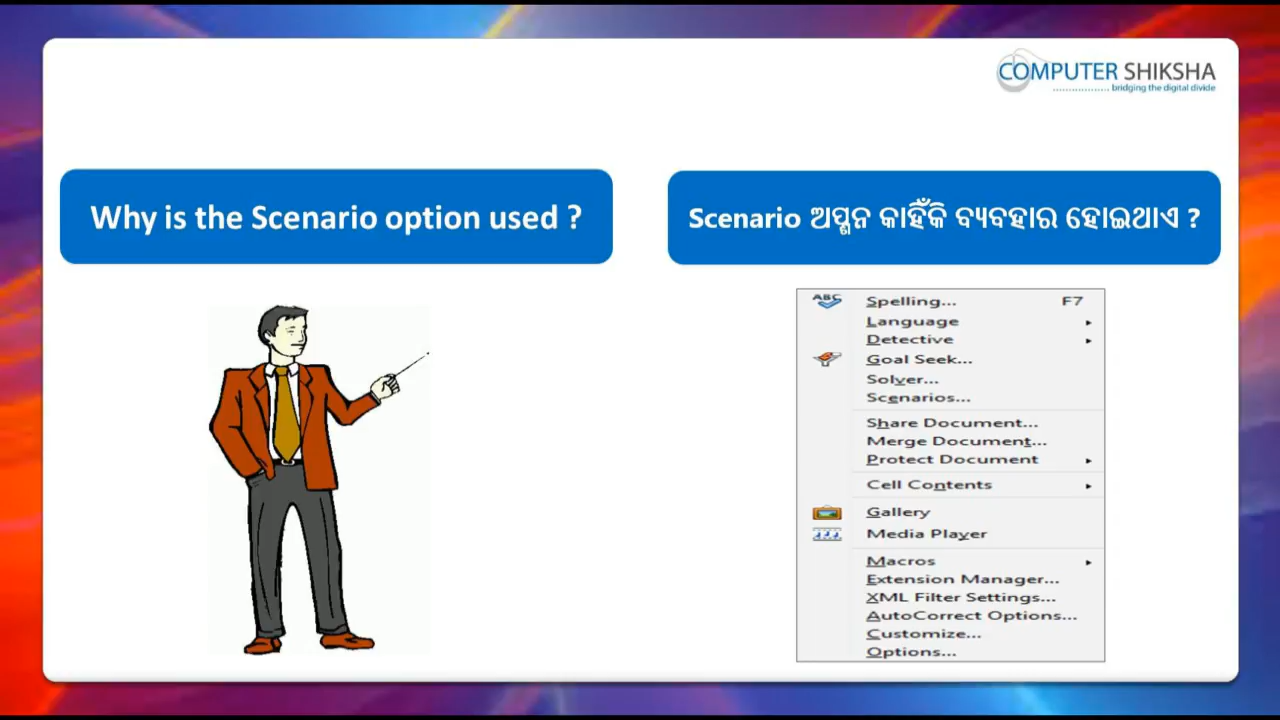 COMPUTER SHIKSHA
bridging the digital divide
Why is the Scenario option used ?
Scenario ଅପ୍ଶନ କାହିଁକି ବ୍ୟବହାର ହୋଇଥାଏ ?
ABC
Spelling... F7
Language
Detective
Goal Seek...
Solver...
Scenarios...
Share Document...
Merge Document...
Protect Document
Cell Contents
Gallery
Media Player
Macros
Extension Manager...
XML Filter Settings...
AutoCorrect Options...
Customize...
Options...